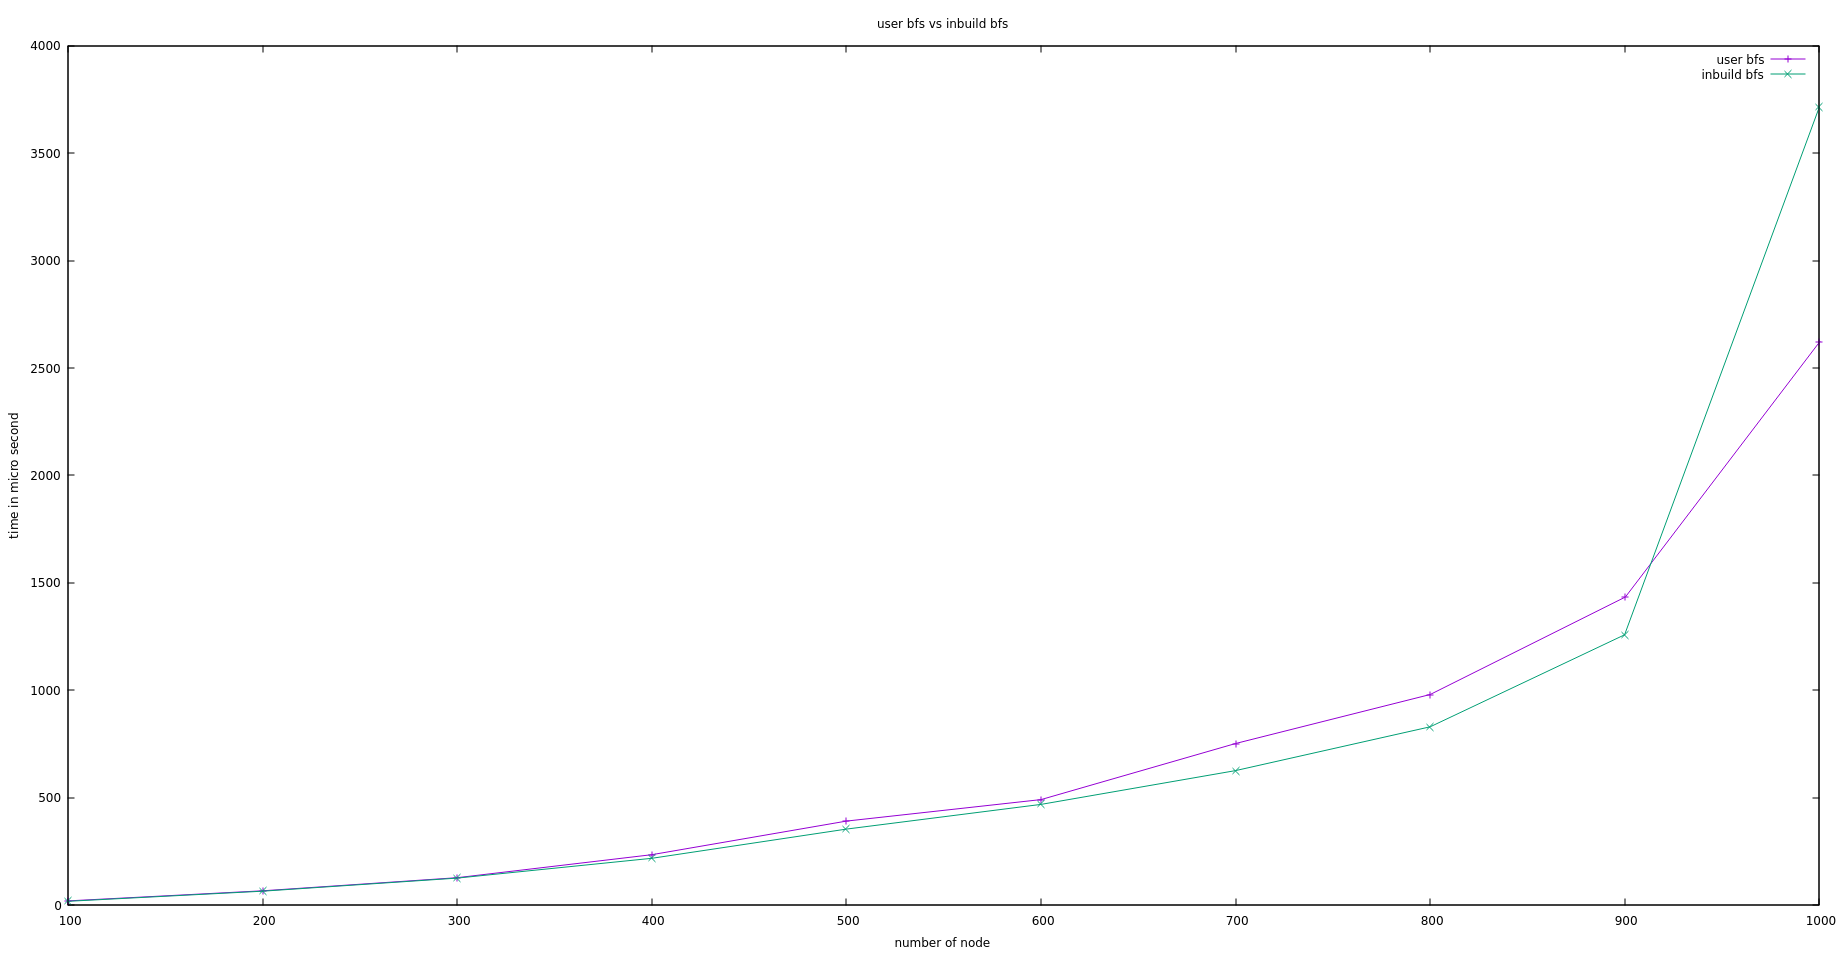 user bfs vs inbuild bfs
4000
3500
3000
2500
2000
1500
1000
500
0
time in micro second
user bfs
inbuild bfs
100 200 300 400 500 600 700 800 900 1000
number of node